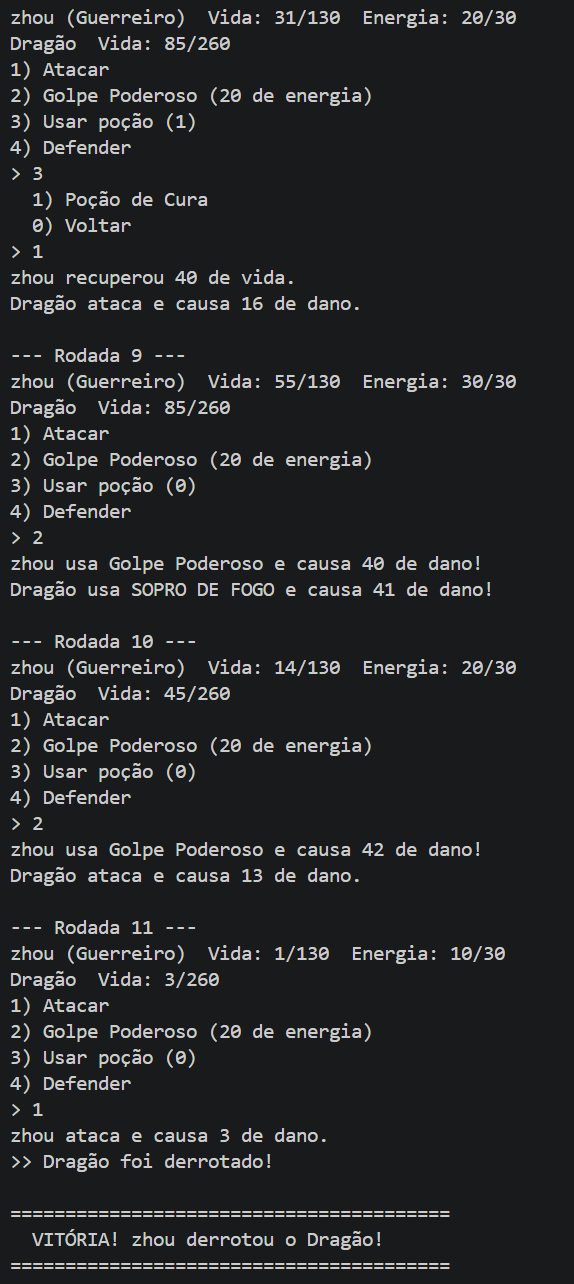 zhou (Guerreiro)  Vida: 31/130  Energia: 20/30
Dragão  Vida: 85/260
1) Atacar
2) Golpe Poderoso (20 de energia)
3) Usar poção (1)
4) Defender
> 3
  1) Poção de Cura
  0) Voltar
> 1
zhou recuperou 40 de vida.
Dragão ataca e causa 16 de dano.

--- Rodada 9 ---
zhou (Guerreiro)  Vida: 55/130  Energia: 30/30
Dragão  Vida: 85/260
1) Atacar
2) Golpe Poderoso (20 de energia)
3) Usar poção (0)
4) Defender
> 2
zhou usa Golpe Poderoso e causa 40 de dano!
Dragão usa SOPRO DE FOGO e causa 41 de dano!

--- Rodada 10 ---
zhou (Guerreiro)  Vida: 14/130  Energia: 20/30
Dragão  Vida: 45/260
1) Atacar
2) Golpe Poderoso (20 de energia)
3) Usar poção (0)
4) Defender
> 2
zhou usa Golpe Poderoso e causa 42 de dano!
Dragão ataca e causa 13 de dano.

--- Rodada 11 ---
zhou (Guerreiro)  Vida: 1/130  Energia: 10/30
Dragão  Vida: 3/260
1) Atacar
2) Golpe Poderoso (20 de energia)
3) Usar poção (0)
4) Defender
> 1
zhou ataca e causa 3 de dano.
>> Dragão foi derrotado!

========================================
  VITÓRIA! zhou derrotou o Dragão!
========================================